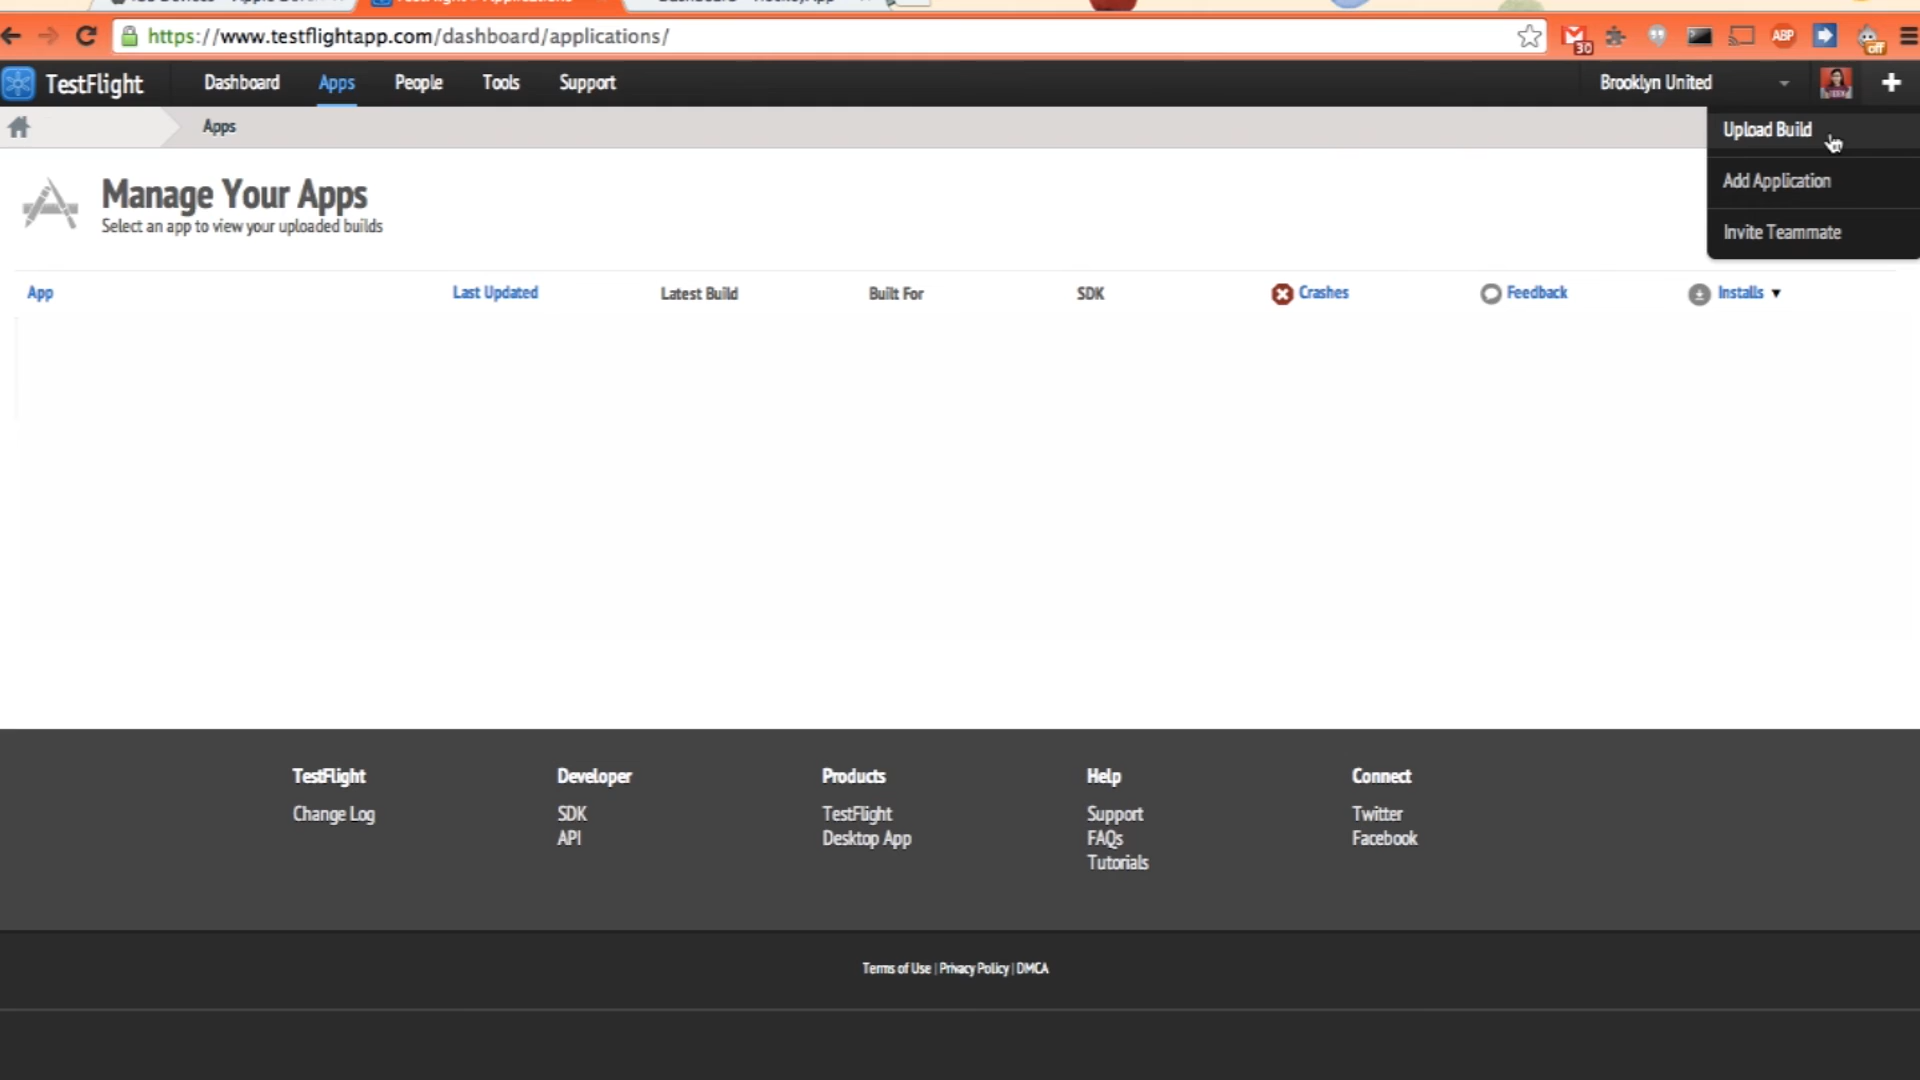 https://www.testflightapp.com/dashboard/applications/
30
ABP
off
TestFlight
Dashboard
Apps
People
Tools
Support
Brooklyn United
Apps
Upload Build
Add Application
Invite Teammate
Manage Your Apps
Select an app to view your uploaded builds
App
Last Updated
Latest Build
Built For
SDK
Crashes
Feedback
Installs
TestFlight
Developer
Products
Help
Connect
Change Log
SDK
TestFlight
Support
Twitter
API
Desktop App
FAQs
Facebook
Tutorials
Terms of Use | Privacy Policy | DMCA